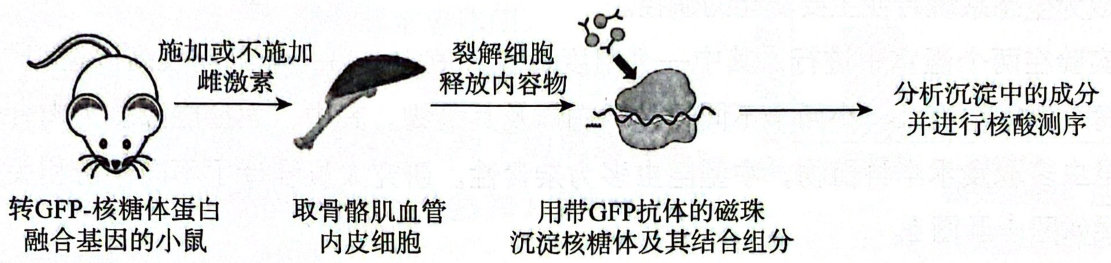 施加或不施加
雌激素
裂解细胞
释放内容物
分析沉淀中的成分
并进行核酸测序
转GFP-核糖体蛋白
融合基因的小鼠
取骨骼肌血管
内皮细胞
用带GFP抗体的磁珠
沉淀核糖体及其结合组分